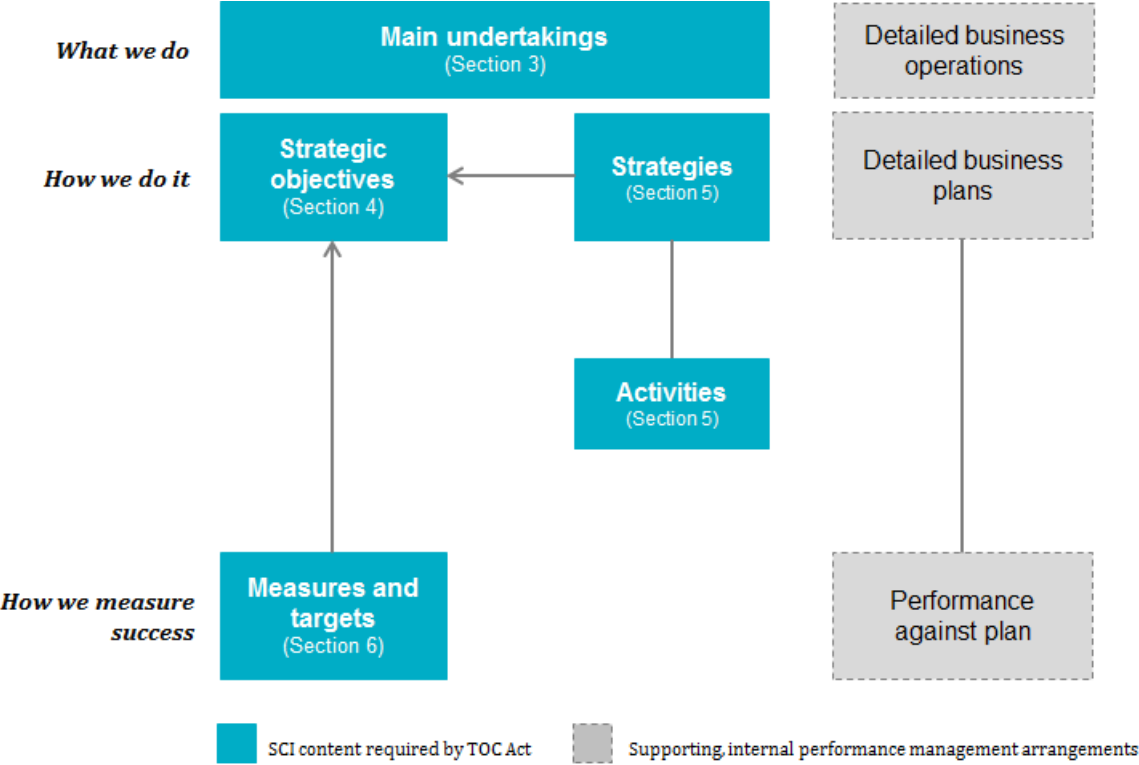 What we do
Main undertakings
(Section 3)
Detailed business
operations
How we do it
Strategic
objectives
(Section 4)
Strategies
(Section 5)
Detailed business
plans
Activities
(Section 5)
How we measure
success
Measures and
targets
(Section 6)
Performance
against plan
SCI content required by TOC Act
Supporting, internal performance management arrangements